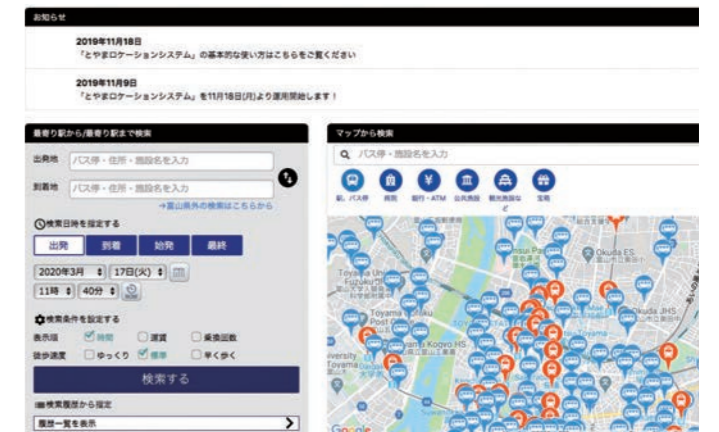 お知らせ
2019年11月18日
「とやまロケーションシステム」の基本的な使い方はこちらをご覧ください
2019年11月9日
「とやまロケーションシステム」を11月18日(月)より運用開始します！
最寄り駅から/最寄り駅まで検索
出発地 バス停・住所・施設名を入力
到着地 バス停・住所・施設名を入力
→富山県外の検索はこちらから
検索日時を指定する
出発 到着 始発 最終
2020年3月 17日(火)
11時 40分
検索条件を設定する
表示順 時間 運賃 乗換回数
徒歩速度 ゆっくり 標準 早く歩く
検索する
検索履歴から指定
履歴一覧を表示
マップから検索
バス停・施設名を入力
駅、バス停 病院 銀行・ATM 公共施設 観光施設など 宝箱
Okuda ES
Toyama Un
Fuzoku
Okuda JHS
Toyama
Post Of
yama Kogyo HS
versity
Toyama
Google